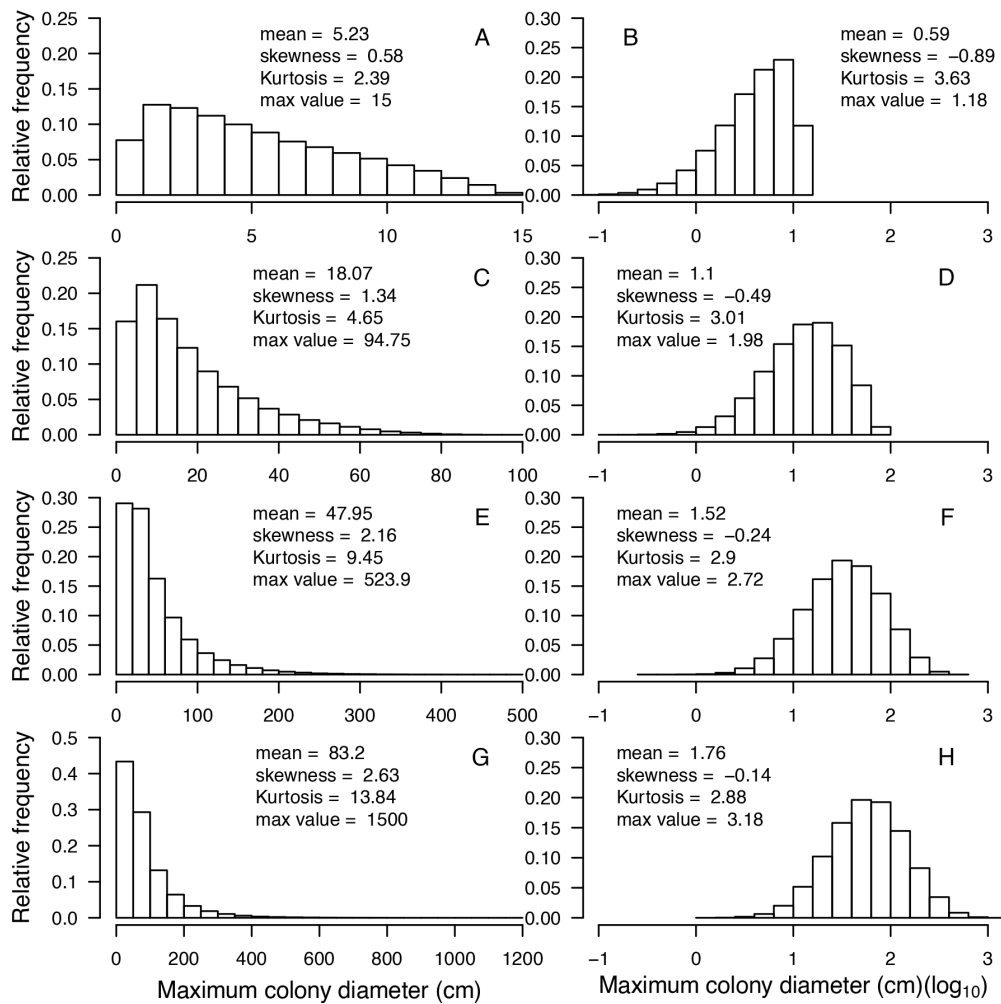 A
mean = 5.23
skewness = 0.58
Kurtosis = 2.39
max value = 15
Relative frequency
0.25
0.20
0.15
0.10
0.05
0.00
0 5 10 15
B
mean = 0.59
skewness = −0.89
Kurtosis = 3.63
max value = 1.18
0.30
0.25
0.20
0.15
0.10
0.05
0.00
−1 0 1 2 3
C
mean = 18.07
skewness = 1.34
Kurtosis = 4.65
max value = 94.75
Relative frequency
0.25
0.20
0.15
0.10
0.05
0.00
0 20 40 60 80 100
D
mean = 1.1
skewness = −0.49
Kurtosis = 3.01
max value = 1.98
0.30
0.25
0.20
0.15
0.10
0.05
0.00
−1 0 1 2 3
E
mean = 47.95
skewness = 2.16
Kurtosis = 9.45
max value = 523.9
Relative frequency
0.30
0.25
0.20
0.15
0.10
0.05
0.00
0 100 200 300 400 500
F
mean = 1.52
skewness = −0.24
Kurtosis = 2.9
max value = 2.72
0.30
0.25
0.20
0.15
0.10
0.05
0.00
−1 0 1 2 3
G
mean = 83.2
skewness = 2.63
Kurtosis = 13.84
max value = 1500
Relative frequency
0.5
0.4
0.3
0.2
0.1
0.0
0 200 400 600 800 1000 1200
Maximum colony diameter (cm)
H
mean = 1.76
skewness = −0.14
Kurtosis = 2.88
max value = 3.18
0.30
0.25
0.20
0.15
0.10
0.05
0.00
−1 0 1 2 3
Maximum colony diameter (cm)(log₁₀)